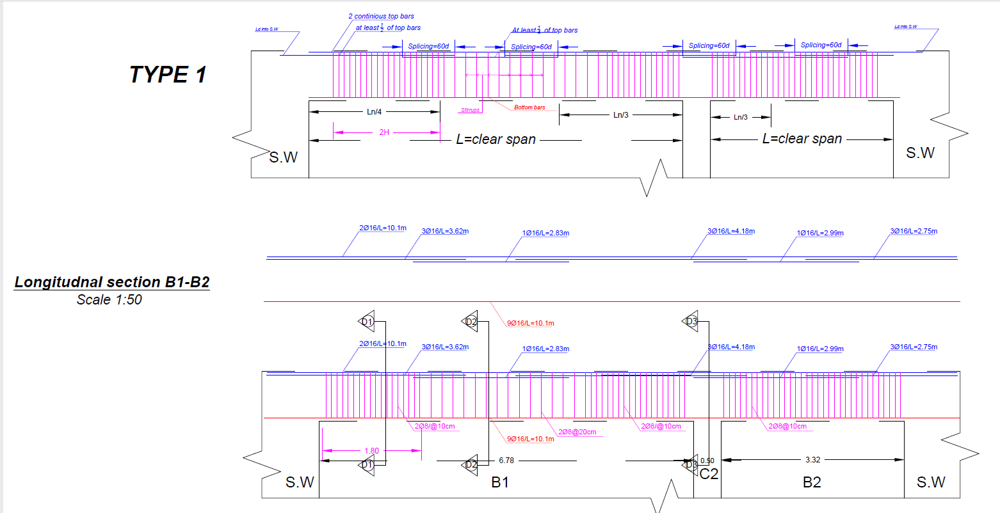 2 continious top bars
at least 1/2 of top bars
Ld into S.W
At least 1/4 of top bars
Ld into S.W
Splicing=60d
Splicing=60d
Splicing=60d
Splicing=60d
TYPE 1
Stirrups
Bottom bars
Ln/4
Ln/3
Ln/3
2H
L=clear span
L=clear span
S.W
S.W
2Ø16/L=10.1m
3Ø16/L=3.62m
1Ø16/L=2.83m
3Ø16/L=4.18m
1Ø16/L=2.99m
3Ø16/L=2.75m
Longitudnal section B1-B2
Scale 1:50
D1
D2
D3
9Ø16/L=10.1m
2Ø16/L=10.1m
3Ø16/L=3.62m
1Ø16/L=2.83m
3Ø16/L=4.18m
1Ø16/L=2.99m
3Ø16/L=2.75m
2Ø8/@10cm
2Ø8@20cm
2Ø8/@10cm
2Ø8@10cm
9Ø16/L=10.1m
1.80
6.78
0.50
3.32
D1
D2
D3
S.W
B1
C2
B2
S.W